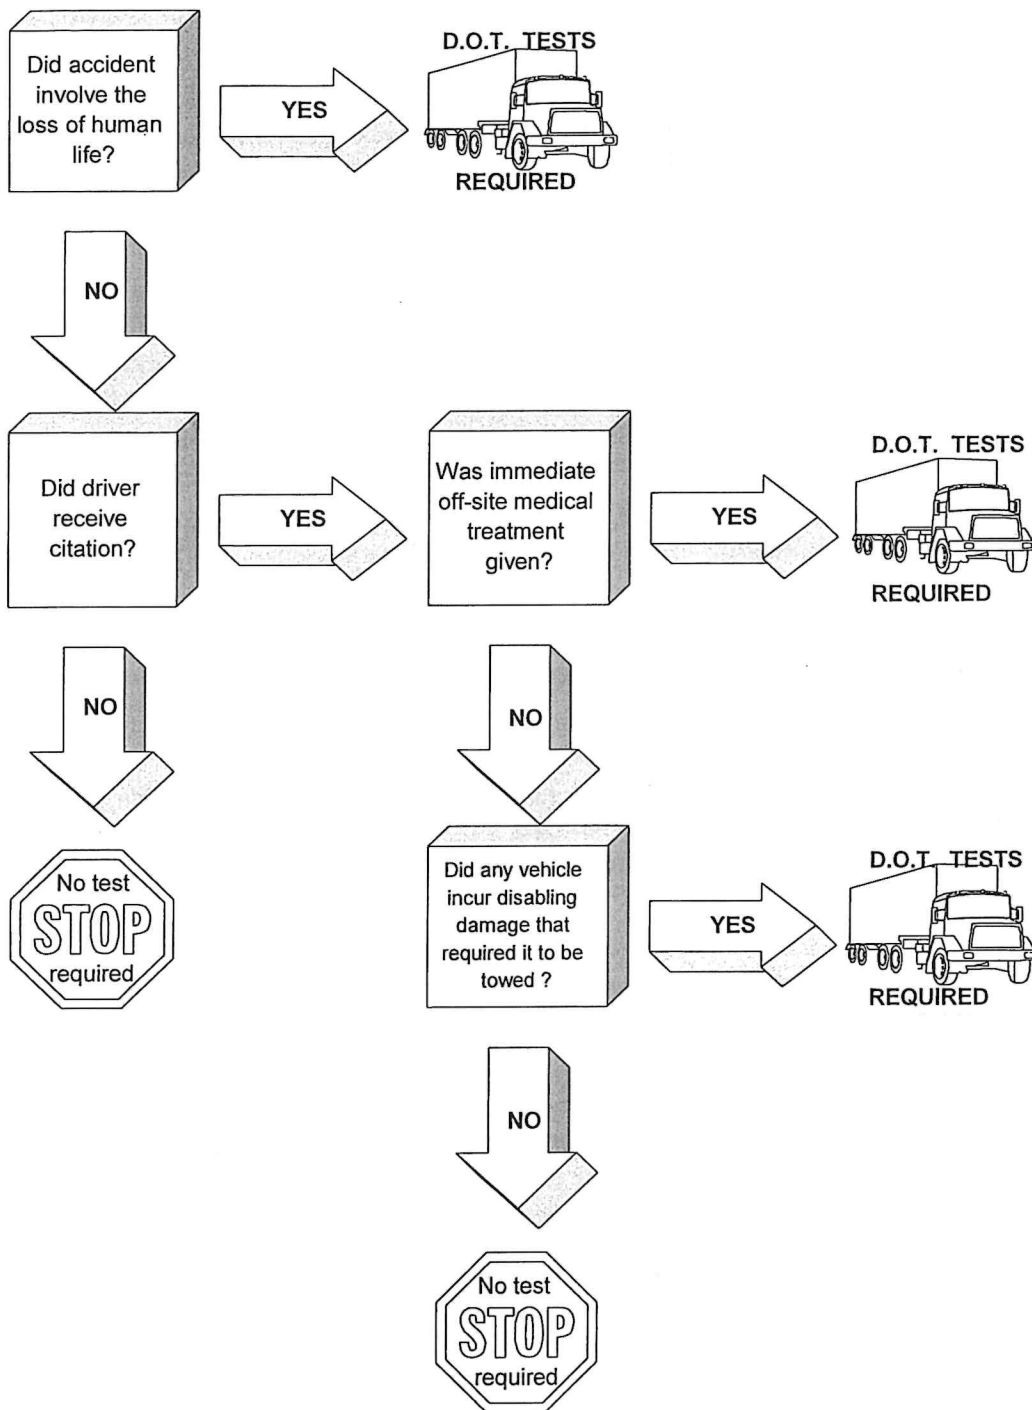 Did accident
involve the
loss of human
life?
YES
D.O.T. TESTS
REQUIRED
NO
Did driver
receive
citation?
YES
Was immediate
off-site medical
treatment
given?
YES
D.O.T. TESTS
REQUIRED
NO
NO
No test
STOP
required
Did any vehicle
incur disabling
damage that
required it to be
towed ?
YES
D.O.T. TESTS
REQUIRED
NO
No test
STOP
required